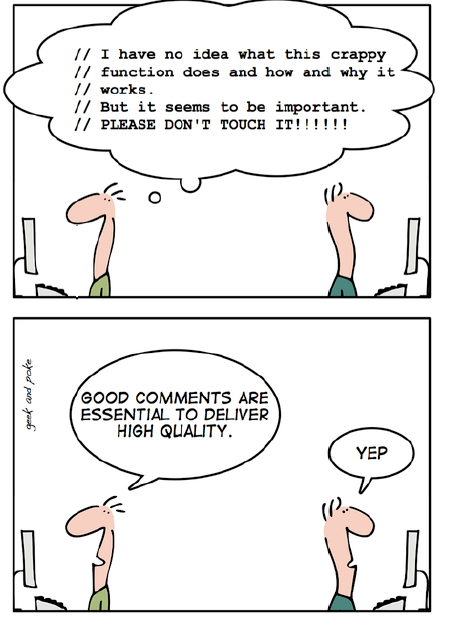 // I have no idea what this crappy
// function does and how and why it
// works.
// But it seems to be important.
// PLEASE DON'T TOUCH IT!!!!!!
geek and poke
GOOD COMMENTS ARE
ESSENTIAL TO DELIVER
HIGH QUALITY.
YEP